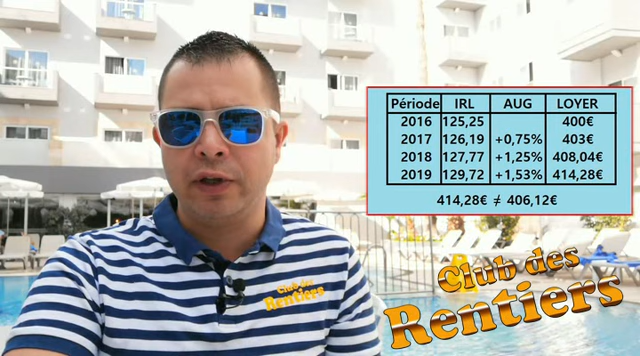 Période IRL AUG LOYER
2016 125,25 400€
2017 126,19 +0,75% 403€
2018 127,77 +1,25% 408,04€
2019 129,72 +1,53% 414,28€
414,28€ ≠ 406,12€
Club des
Rentiers
Club des
Rentiers